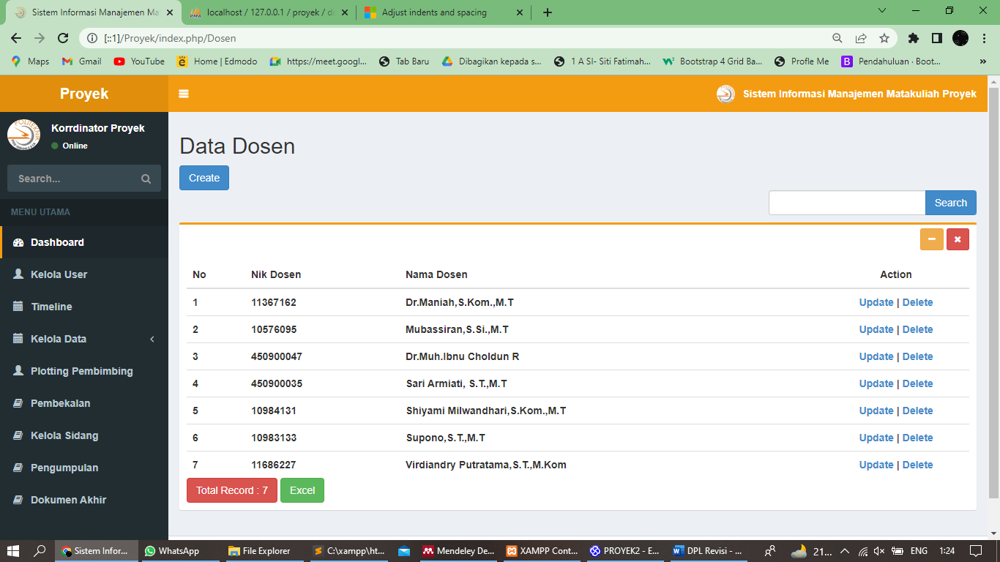 Sistem Informasi Manajemen Ma
localhost / 127.0.0.1 / proyek / do
Adjust indents and spacing
[::1]/Proyek/index.php/Dosen
Maps
Gmail
YouTube
Home | Edmodo
https://meet.googl...
Tab Baru
Dibagikan kepada s...
1 A SI- Siti Fatimah...
Bootstrap 4 Grid Ba...
Profle Me
Pendahuluan · Boot...
»
Proyek
Sistem Informasi Manajemen Matakuliah Proyek
Korrdinator Proyek
Online
Search...
MENU UTAMA
Dashboard
Kelola User
Timeline
Kelola Data
Plotting Pembimbing
Pembekalan
Kelola Sidang
Pengumpulan
Dokumen Akhir
Data Dosen
Create
Search
No Nik Dosen Nama Dosen Action
1 11367162 Dr.Maniah,S.Kom.,M.T Update | Delete
2 10576095 Mubassiran,S.Si.,M.T Update | Delete
3 450900047 Dr.Muh.Ibnu Choldun R Update | Delete
4 450900035 Sari Armiati, S.T.,M.T Update | Delete
5 10984131 Shiyami Milwandhari,S.Kom.,M.T Update | Delete
6 10983133 Supono,S.T.,M.T Update | Delete
7 11686227 Virdiandry Putratama,S.T.,M.Kom Update | Delete
Total Record : 7 Excel
Sistem Infor...
WhatsApp
File Explorer
C:\xampp\ht...
Mendeley De...
XAMPP Cont...
PROYEK2 - E...
DPL Revisi - ...
21...
ENG
1:24